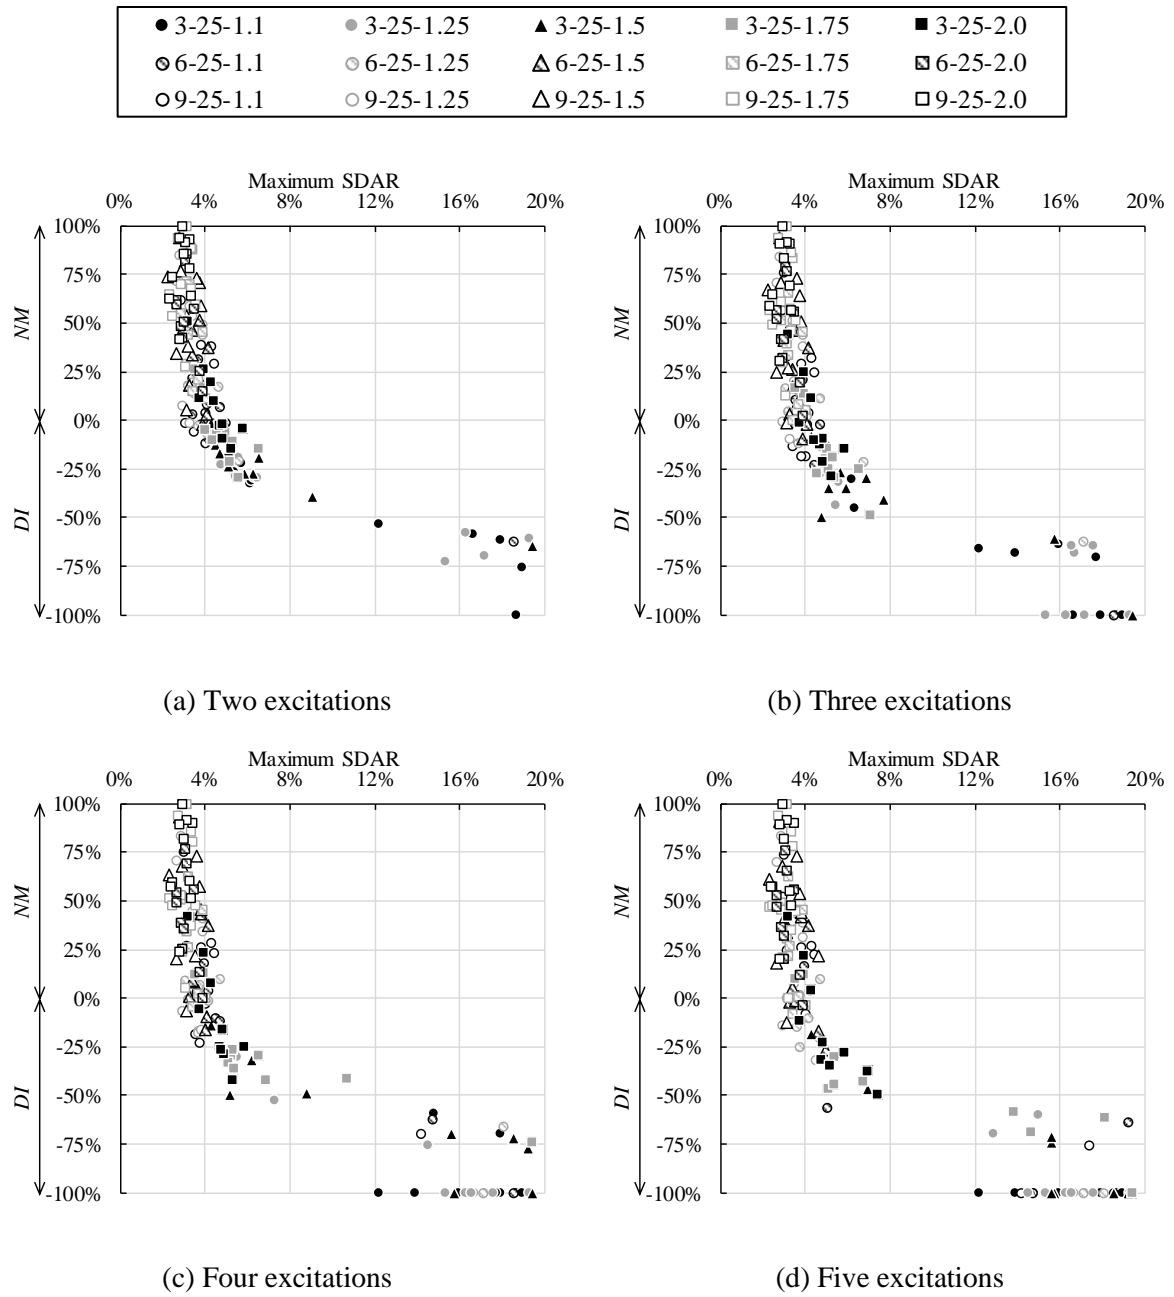 3-25-1.1 3-25-1.25 3-25-1.5 3-25-1.75 3-25-2.0
6-25-1.1 6-25-1.25 6-25-1.5 6-25-1.75 6-25-2.0
9-25-1.1 9-25-1.25 9-25-1.5 9-25-1.75 9-25-2.0
Maximum SDAR
0% 4% 8% 12% 16% 20%
100%
75%
NM
50%
25%
0%
-25%
DI
-50%
-75%
-100%
(a) Two excitations
Maximum SDAR
0% 4% 8% 12% 16% 20%
100%
75%
NM
50%
25%
0%
-25%
DI
-50%
-75%
-100%
(b) Three excitations
Maximum SDAR
0% 4% 8% 12% 16% 20%
100%
75%
NM
50%
25%
0%
-25%
DI
-50%
-75%
-100%
(c) Four excitations
Maximum SDAR
0% 4% 8% 12% 16% 20%
100%
75%
NM
50%
25%
0%
-25%
DI
-50%
-75%
-100%
(d) Five excitations